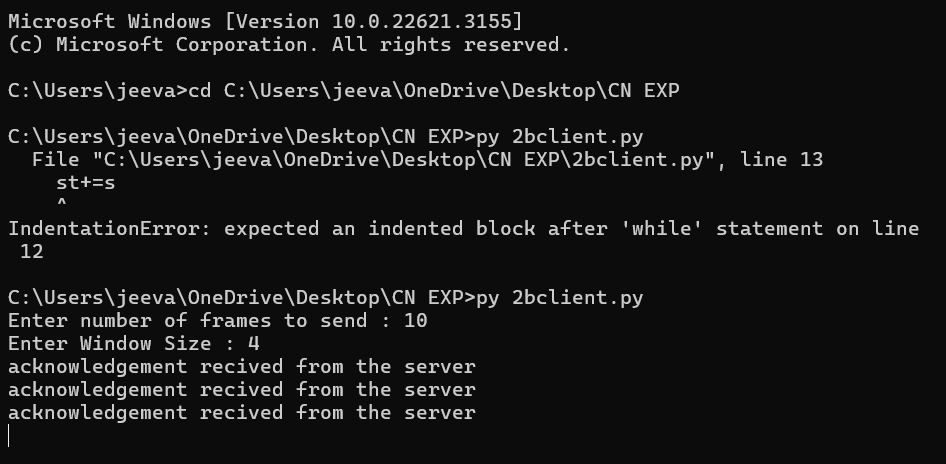 Microsoft Windows [Version 10.0.22621.3155]
(c) Microsoft Corporation. All rights reserved.
C:\Users\jeeva>cd C:\Users\jeeva\OneDrive\Desktop\CN EXP
C:\Users\jeeva\OneDrive\Desktop\CN EXP>py 2bclient.py
  File "C:\Users\jeeva\OneDrive\Desktop\CN EXP\2bclient.py", line 13
    st+=s
    ^
IndentationError: expected an indented block after 'while' statement on line
 12
C:\Users\jeeva\OneDrive\Desktop\CN EXP>py 2bclient.py
Enter number of frames to send : 10
Enter Window Size : 4
acknowledgement recived from the server
acknowledgement recived from the server
acknowledgement recived from the server